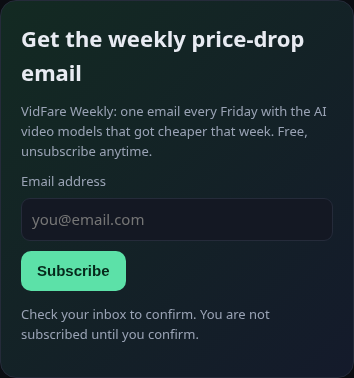 Get the weekly price-drop
email
VidFare Weekly: one email every Friday with the AI
video models that got cheaper that week. Free,
unsubscribe anytime.
Email address
you@email.com
Subscribe
Check your inbox to confirm. You are not
subscribed until you confirm.